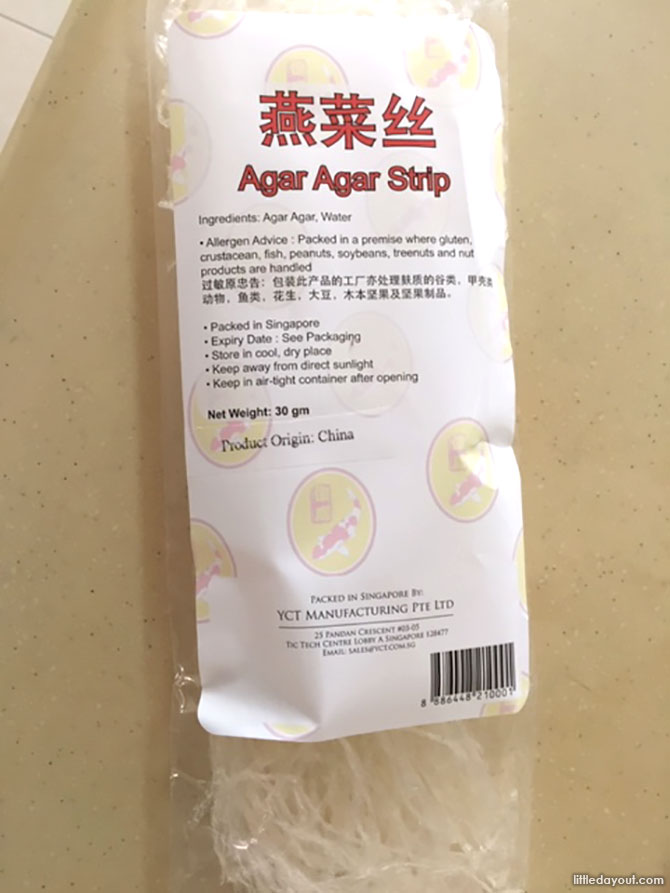 燕菜丝
Agar Agar Strip
Ingredients: Agar Agar, Water
• Allergen Advice : Packed in a premise where gluten,
crustacean, fish, peanuts, soybeans, treenuts and nut
products are handled
过敏原忠告: 包装此产品的工厂亦处理麸质的谷类, 甲壳类
动物, 鱼类, 花生, 大豆, 木本坚果及坚果制品.
• Packed in Singapore
• Expiry Date : See Packaging
• Store in cool, dry place
• Keep away from direct sunlight
• Keep in air-tight container after opening
Net Weight: 30 gm
Product Origin: China
PACKED IN SINGAPORE BY:
YCT MANUFACTURING PTE LTD
25 PANDAN CRESCENT #03-05
TIC TECH CENTRE LOBBY A SINGAPORE 128477
EMAIL: SALES@YCT.COM.SG
8 886448 210001
littledayout.com